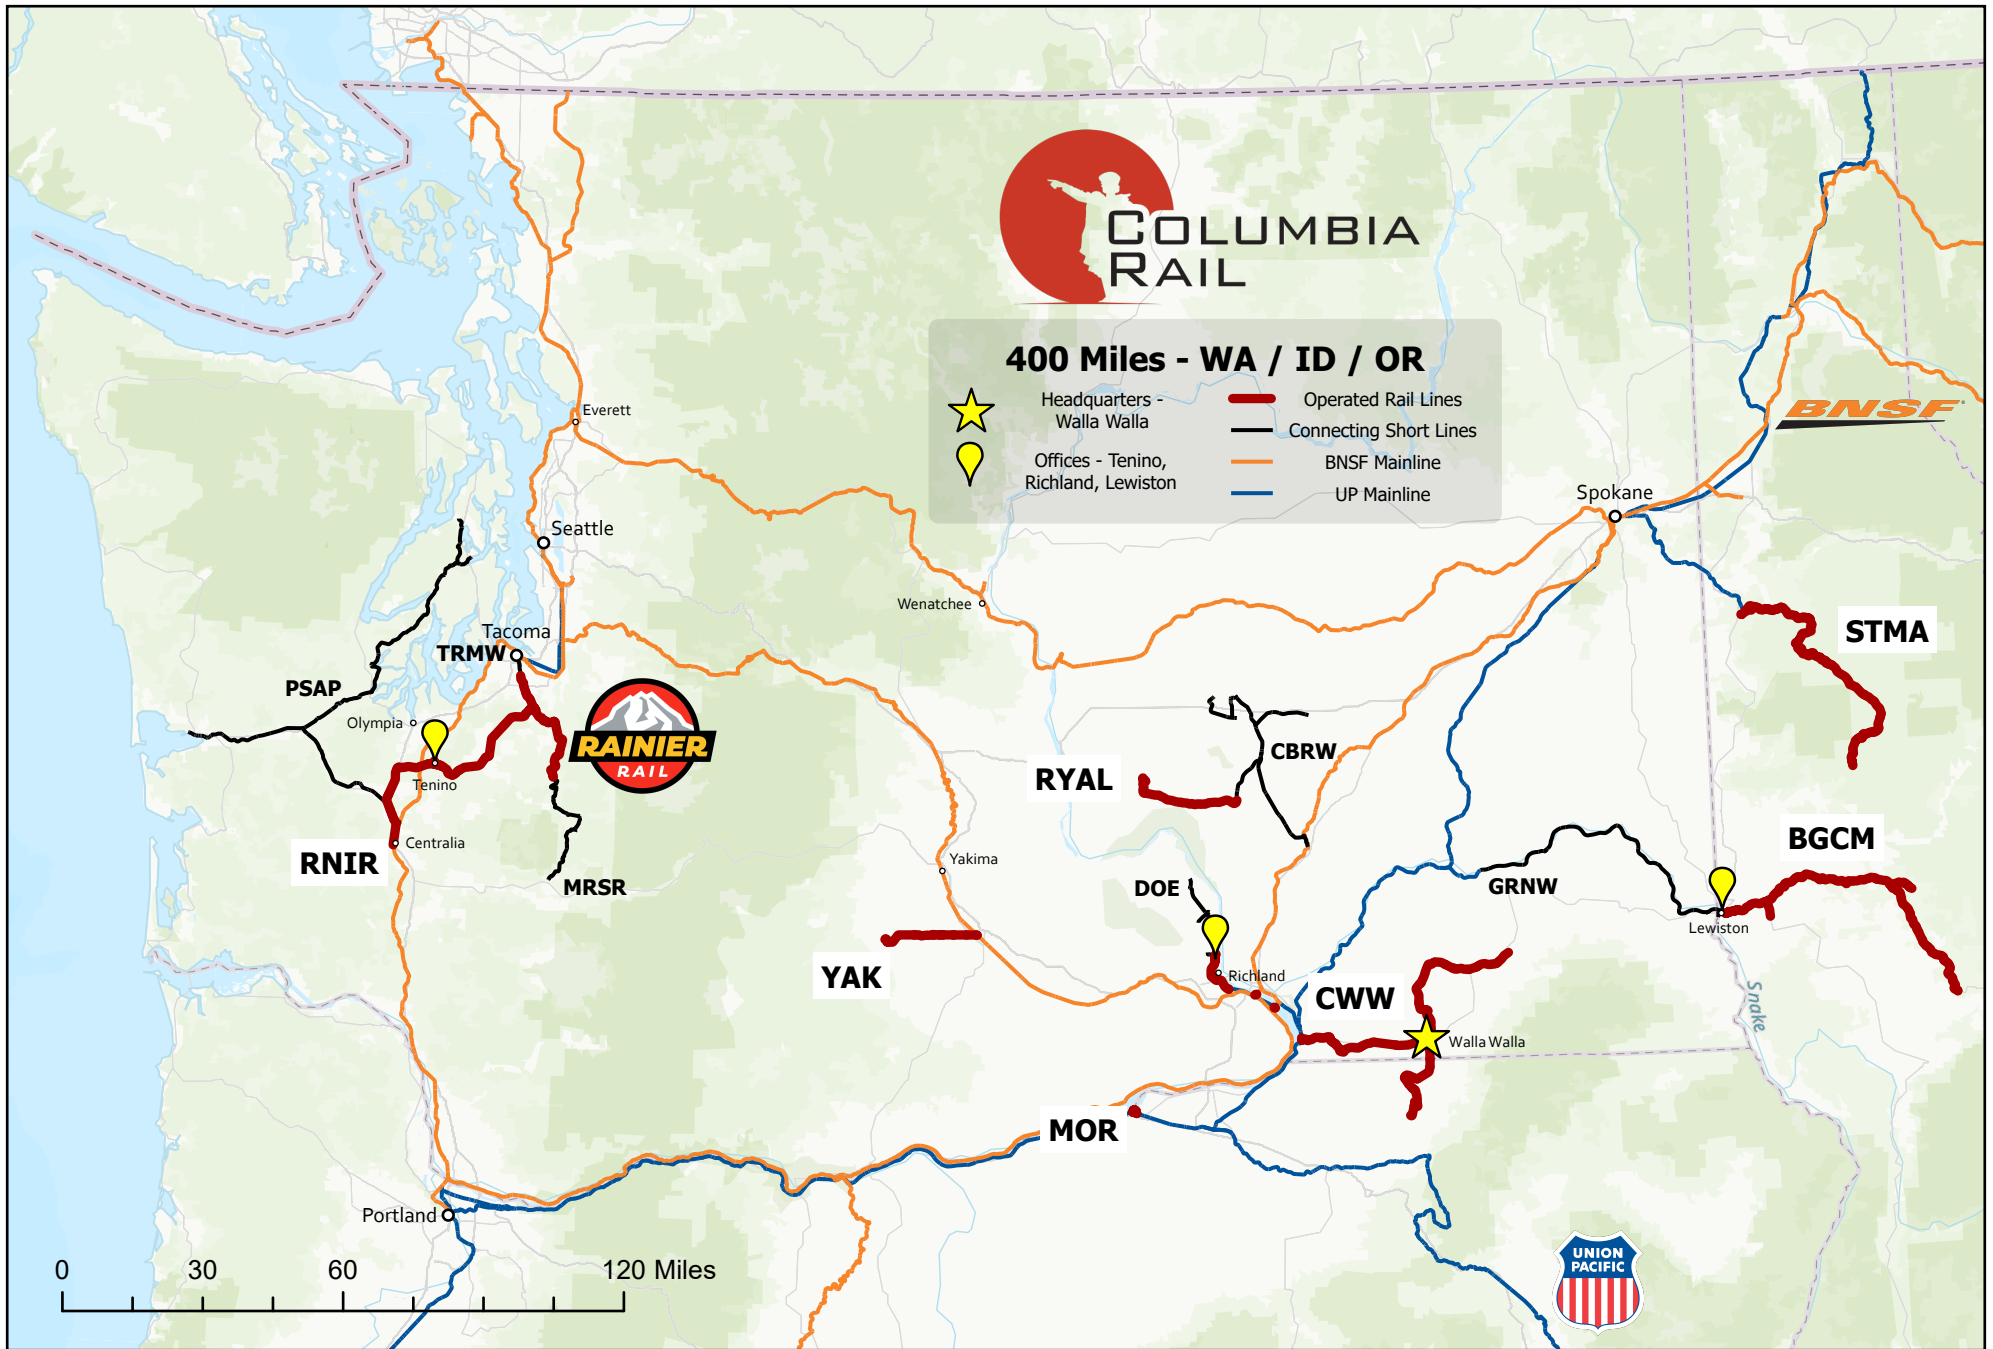 COLUMBIA
RAIL
400 Miles - WA / ID / OR
Headquarters -
Walla Walla
Offices - Tenino,
Richland, Lewiston
Operated Rail Lines
Connecting Short Lines
BNSF Mainline
UP Mainline
BNSF
Everett
Spokane
Seattle
Wenatchee
Tacoma
TRMW
STMA
PSAP
Olympia
RAINIER
RAIL
CBRW
RYAL
Tenino
Centralia
RNIR
MRSR
Yakima
BGCM
DOE
GRNW
Lewiston
YAK
Richland
CWW
Snake
Walla Walla
MOR
Portland
UNION
PACIFIC
0 30 60 120 Miles